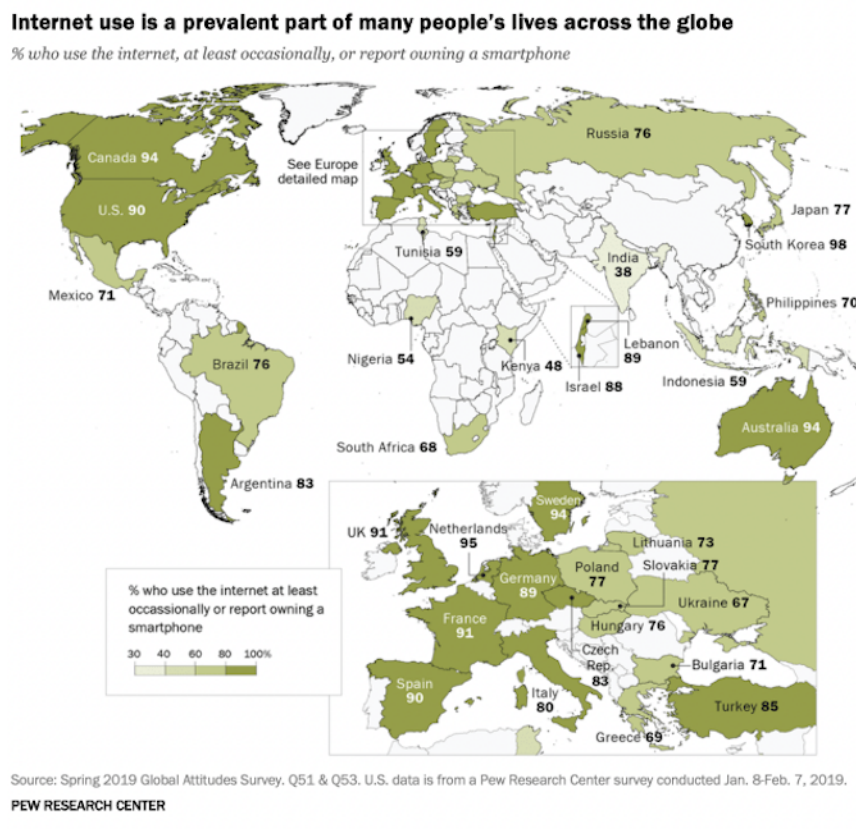 Internet use is a prevalent part of many people's lives across the globe
% who use the internet, at least occasionally, or report owning a smartphone
Canada 94
U.S. 90
Mexico 71
Brazil 76
Argentina 83
See Europe
detailed map
Russia 76
Japan 77
South Korea 98
Tunisia 59
India
38
Philippines 70
Nigeria 54
Kenya 48
Lebanon
89
Israel 88
Indonesia 59
South Africa 68
Australia 94
Sweden
94
UK 91
Netherlands
95
Lithuania 73
Slovakia 77
Poland
77
Germany
89
Ukraine 67
France
91
Hungary 76
Czech
Rep.
83
Bulgaria 71
Spain
90
Italy
80
Turkey 85
Greece 69
% who use the internet at least
occassionally or report owning a
smartphone
30 40 60 80 100%
Source: Spring 2019 Global Attitudes Survey. Q51 & Q53. U.S. data is from a Pew Research Center survey conducted Jan. 8-Feb. 7, 2019.
PEW RESEARCH CENTER